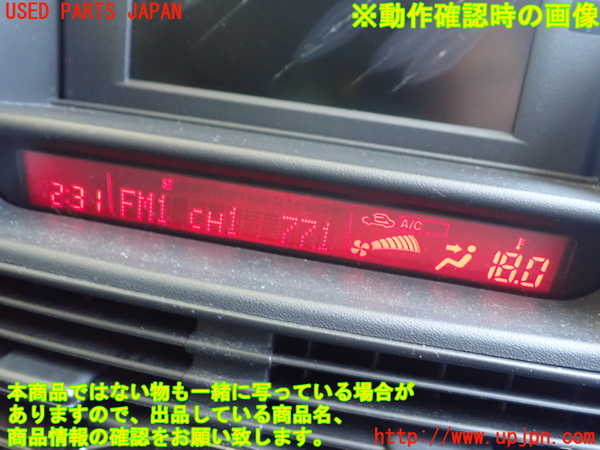 USED PARTS JAPAN
※動作確認時の画像
2:31 FM1 ST CH1 77.1 A/C F 18.0
本商品ではない物も一緒に写っている場合が
ありますので、出品している商品名、
商品情報の確認をお願い致します。
http://www.upjpn.com/